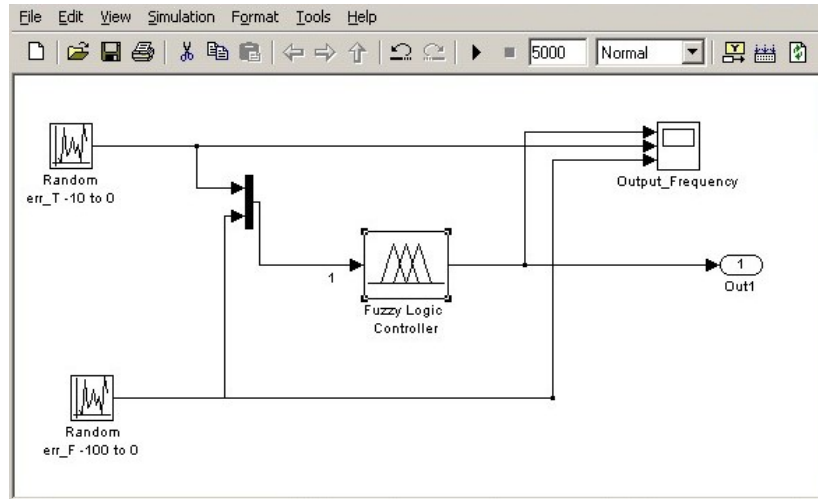 File Edit View Simulation Format Tools Help
5000 Normal
Random
err_T -10 to 0
Output_Frequency
1
1
Out1
Fuzzy Logic
Controller
Random
err_F -100 to 0